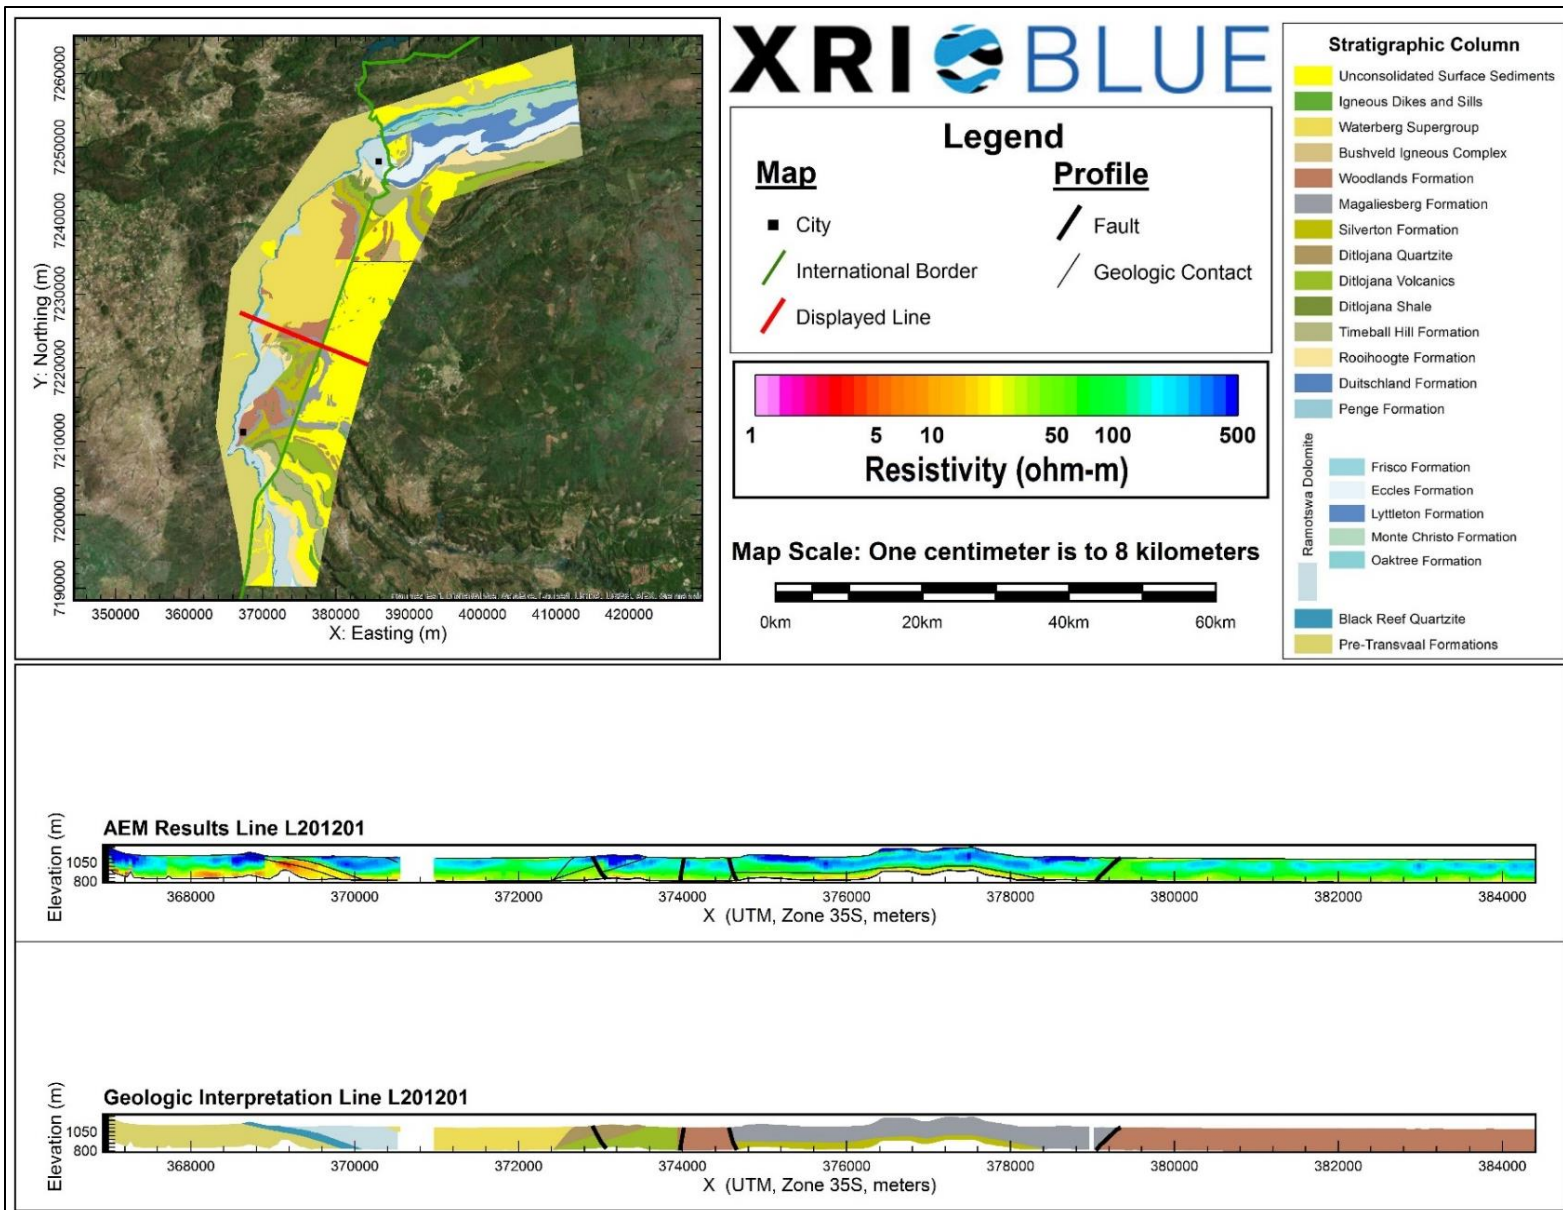 7190000 7200000 7210000 7220000 7230000 7240000 7250000 7260000
Y: Northing (m)
350000 360000 370000 380000 390000 400000 410000 420000
X: Easting (m)
XRI BLUE
Legend
Map
City
International Border
Displayed Line
Profile
Fault
Geologic Contact
1 5 10 50 100 500
Resistivity (ohm-m)
Map Scale: One centimeter is to 8 kilometers
0km 20km 40km 60km
Stratigraphic Column
Unconsolidated Surface Sediments
Igneous Dikes and Sills
Waterberg Supergroup
Bushveld Igneous Complex
Woodlands Formation
Magaliesberg Formation
Silverton Formation
Ditlojana Quartzite
Ditlojana Volcanics
Ditlojana Shale
Timeball Hill Formation
Rooihoogte Formation
Duitschland Formation
Penge Formation
Ramotswa Dolomite
Frisco Formation
Eccles Formation
Lyttleton Formation
Monte Christo Formation
Oaktree Formation
Black Reef Quartzite
Pre-Transvaal Formations
AEM Results Line L201201
Elevation (m)
1050
800
368000 370000 372000 374000 376000 378000 380000 382000 384000
X (UTM, Zone 35S, meters)
Geologic Interpretation Line L201201
Elevation (m)
1050
800
368000 370000 372000 374000 376000 378000 380000 382000 384000
X (UTM, Zone 35S, meters)